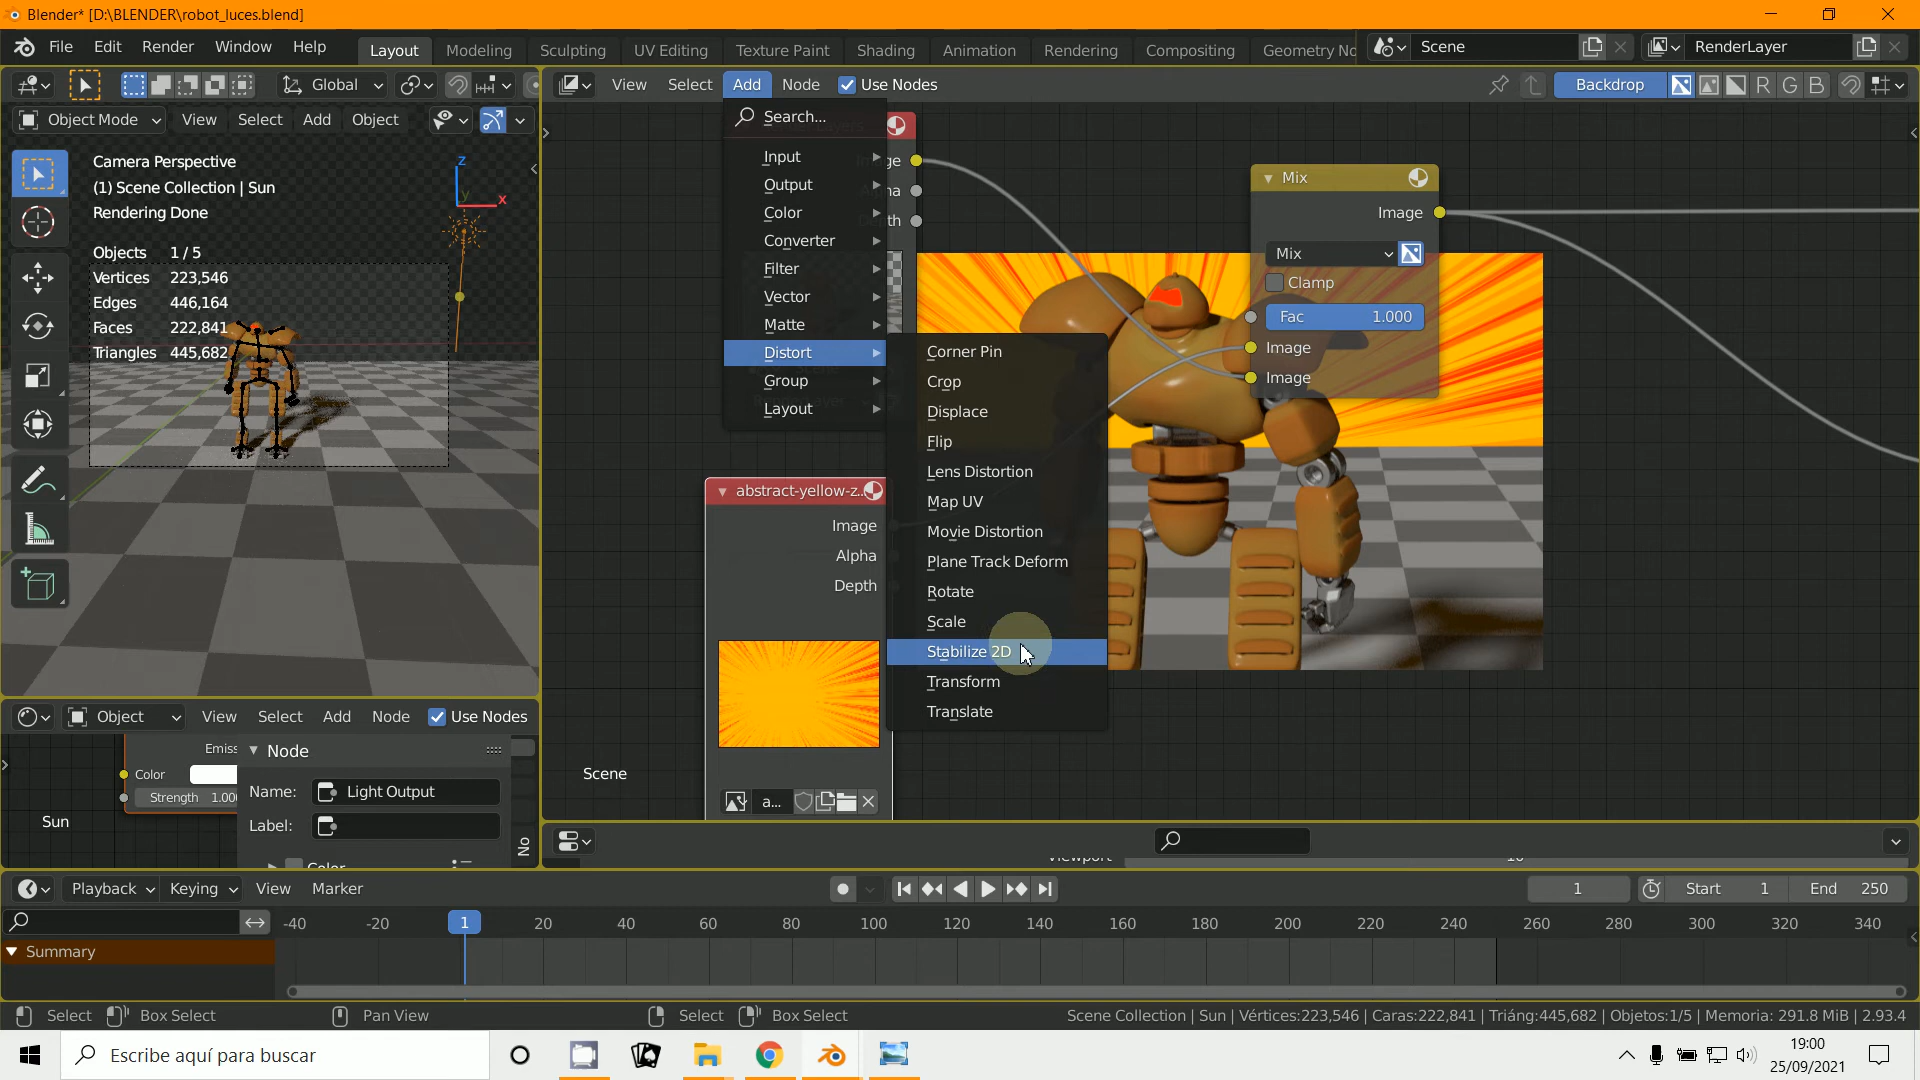 Blender* [D:\BLENDER\robot_luces.blend]
File Edit Render Window Help Layout Modeling Sculpting UV Editing Texture Paint Shading Animation Rendering Compositing Geometry No Scene RenderLayer
Global View Select Add Node Use Nodes Backdrop R G B
Object Mode View Select Add Object
Camera Perspective
(1) Scene Collection | Sun
Rendering Done
Objects 1 / 5
Vertices 223,546
Edges 446,164
Faces 222,841
Triangles 445,682
Z
Y
X
Search...
Input
Output
Color
Converter
Filter
Vector
Matte
Distort
Group
Layout
Corner Pin
Crop
Displace
Flip
Lens Distortion
Map UV
Movie Distortion
Plane Track Deform
Rotate
Scale
Stabilize 2D
Transform
Translate
Mix
Image
Mix
Clamp
Fac 1.000
Image
Image
abstract-yellow-z..
Image
Alpha
Depth
a...
Scene
Object View Select Add Node Use Nodes
Emiss
Color
Strength 1.00
Sun
Node
Name: Light Output
Label:
Color
No
Viewport 16
Playback Keying View Marker 1 Start 1 End 250
-40 -20 1 20 40 60 80 100 120 140 160 180 200 220 240 260 280 300 320 340
Summary
Select Box Select Pan View Select Box Select Scene Collection | Sun | Vértices:223,546 | Caras:222,841 | Triáng:445,682 | Objetos:1/5 | Memoria: 291.8 MiB | 2.93.4
Escribe aquí para buscar
19:00
25/09/2021